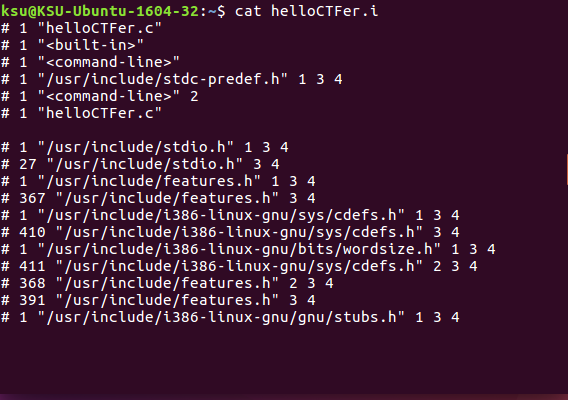 ksu@KSU-Ubuntu-1604-32:~$ cat helloCTFer.i
# 1 "helloCTFer.c"
# 1 "<built-in>"
# 1 "<command-line>"
# 1 "/usr/include/stdc-predef.h" 1 3 4
# 1 "<command-line>" 2
# 1 "helloCTFer.c"

# 1 "/usr/include/stdio.h" 1 3 4
# 27 "/usr/include/stdio.h" 3 4
# 1 "/usr/include/features.h" 1 3 4
# 367 "/usr/include/features.h" 3 4
# 1 "/usr/include/i386-linux-gnu/sys/cdefs.h" 1 3 4
# 410 "/usr/include/i386-linux-gnu/sys/cdefs.h" 3 4
# 1 "/usr/include/i386-linux-gnu/bits/wordsize.h" 1 3 4
# 411 "/usr/include/i386-linux-gnu/sys/cdefs.h" 2 3 4
# 368 "/usr/include/features.h" 2 3 4
# 391 "/usr/include/features.h" 3 4
# 1 "/usr/include/i386-linux-gnu/gnu/stubs.h" 1 3 4